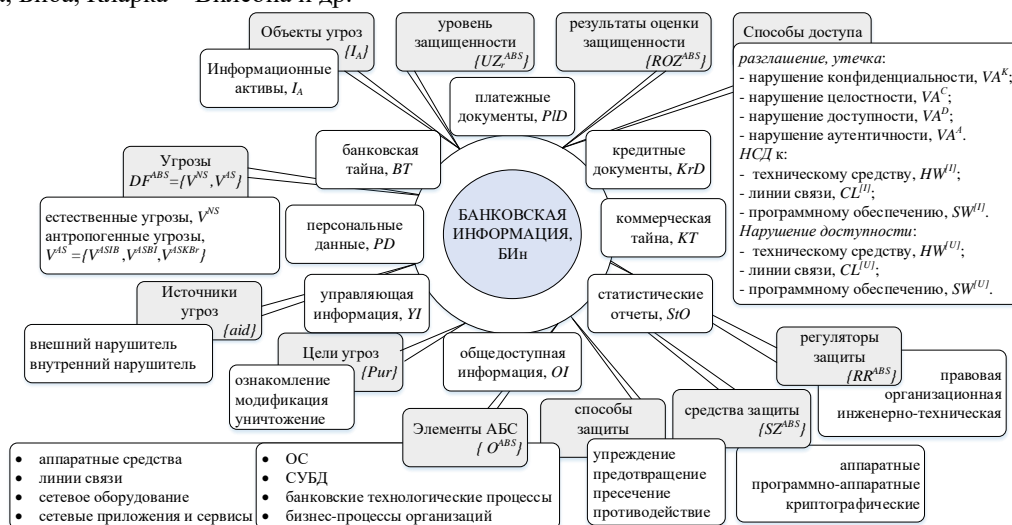 Биба, Кларка – Вилсона и др.
Объекты угроз
{I_A}
Информационные
активы, I_A
уровень
защищенности
{UZ_r^ABS}
результаты оценки
защищенности
{ROZ^ABS}
Способы доступа
разглашение, утечка:
- нарушение конфиденциальности, VA^K;
- нарушение целостности, VA^C;
- нарушение доступности, VA^D;
- нарушение аутентичности, VA^A.
НСД к:
- техническому средству, HW^[I];
- линии связи, CL^[I];
- программному обеспечению, SW^[I].
Нарушение доступности:
- техническому средству, HW^[U];
- линии связи, CL^[U];
- программному обеспечению, SW^[U].
платежные
документы, PlD
банковская
тайна, BT
кредитные
документы, KrD
Угрозы
DF^ABS={V^NS,V^AS}
естественные угрозы, V^NS
антропогенные угрозы,
V^AS={V^ASIB,V^ASBI,V^ASKBr}
персональные
данные, PD
БАНКОВСКАЯ
ИНФОРМАЦИЯ,
БИн
коммерческая
тайна, KT
Источники
угроз
{aid}
внешний нарушитель
внутренний нарушитель
управляющая
информация, YI
статистические
отчеты, StO
Цели угроз
{Pur}
ознакомление
модификация
уничтожение
общедоступная
информация, OI
регуляторы
защиты
{RR^ABS}
правовая
организационная
инженерно-техническая
Элементы АБС
{ O^ABS}
способы
защиты
упреждение
предотвращение
пресечение
противодействие
средства защиты
{SZ^ABS}
аппаратные
программно-аппаратные
криптографические
• аппаратные средства
• линии связи
• сетевое оборудование
• сетевые приложения и сервисы
• ОС
• СУБД
• банковские технологические процессы
• бизнес-процессы организаций